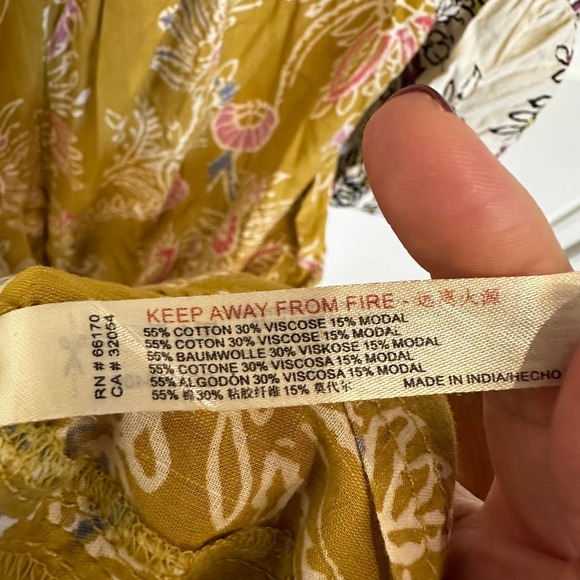 RN # 66170
CA # 32054
KEEP AWAY FROM FIRE - 远离火源
55% COTTON 30% VISCOSE 15% MODAL
55% COTON 30% VISCOSE 15% MODAL
55% BAUMWOLLE 30% VISKOSE 15% MODAL
55% COTONE 30% VISCOSA 15% MODAL
55% ALGODÓN 30% VISCOSA 15% MODAL
55% 棉30% 粘胶纤维 15% 莫代尔
MADE IN INDIA/HECHO